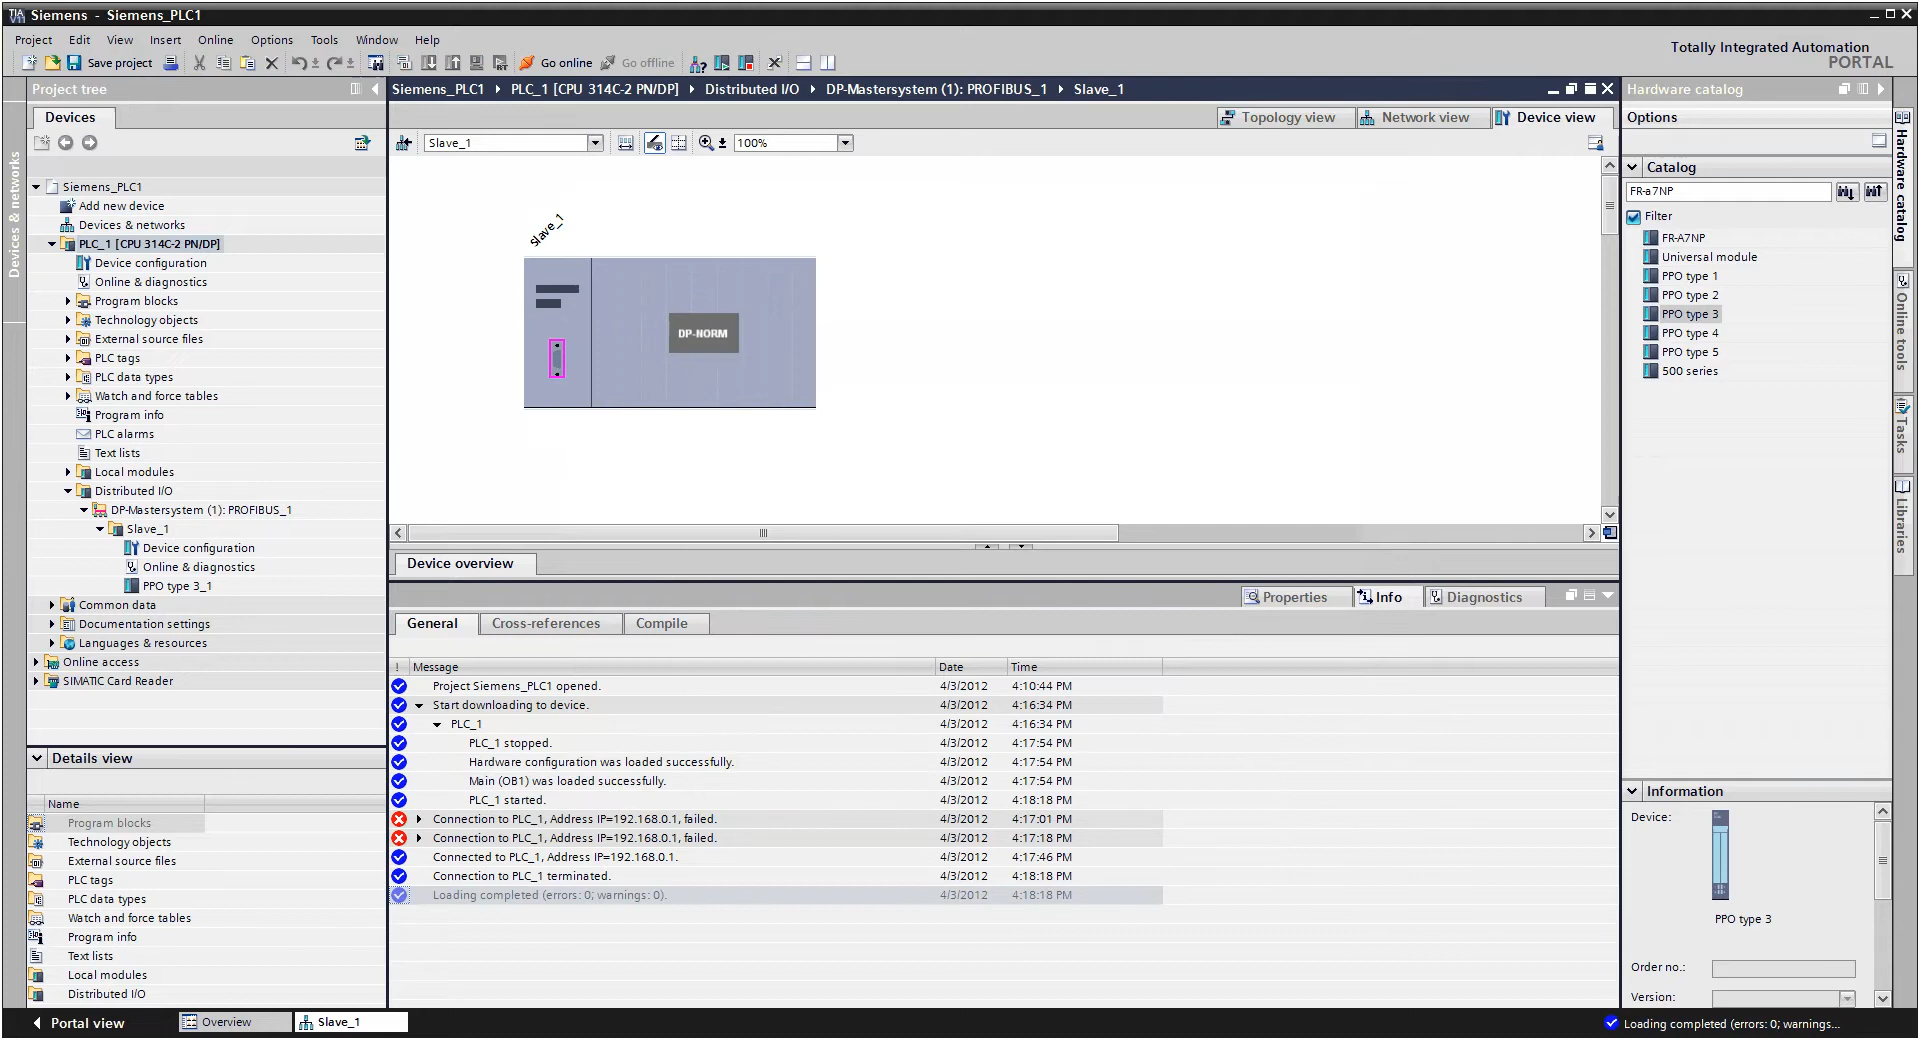 Siemens - Siemens_PLC1
Project Edit View Insert Online Options Tools Window Help
Totally Integrated Automation
PORTAL
Save project Go online Go offline
Project tree
Devices
Devices & networks
Siemens_PLC1
Add new device
Devices & networks
PLC_1 [CPU 314C-2 PN/DP]
Device configuration
Online & diagnostics
Program blocks
Technology objects
External source files
PLC tags
PLC data types
Watch and force tables
Program info
PLC alarms
Text lists
Local modules
Distributed I/O
DP-Mastersystem (1): PROFIBUS_1
Slave_1
Device configuration
Online & diagnostics
PPO type 3_1
Common data
Documentation settings
Languages & resources
Online access
SIMATIC Card Reader
Details view
Name
Program blocks
Technology objects
External source files
PLC tags
PLC data types
Watch and force tables
Program info
Text lists
Local modules
Distributed I/O
Siemens_PLC1 PLC_1 [CPU 314C-2 PN/DP] Distributed I/O DP-Mastersystem (1): PROFIBUS_1 Slave_1
Topology view Network view Device view
Slave_1 100%
Slave_1
DP-NORM
Device overview
Properties Info Diagnostics
General Cross-references Compile
! Message Date Time
Project Siemens_PLC1 opened. 4/3/2012 4:10:44 PM
Start downloading to device. 4/3/2012 4:16:34 PM
PLC_1 4/3/2012 4:16:34 PM
PLC_1 stopped. 4/3/2012 4:17:54 PM
Hardware configuration was loaded successfully. 4/3/2012 4:17:54 PM
Main (OB1) was loaded successfully. 4/3/2012 4:17:54 PM
PLC_1 started. 4/3/2012 4:18:18 PM
Connection to PLC_1, Address IP=192.168.0.1, failed. 4/3/2012 4:17:01 PM
Connection to PLC_1, Address IP=192.168.0.1, failed. 4/3/2012 4:17:18 PM
Connected to PLC_1, Address IP=192.168.0.1. 4/3/2012 4:17:46 PM
Connection to PLC_1 terminated. 4/3/2012 4:18:18 PM
Loading completed (errors: 0; warnings: 0). 4/3/2012 4:18:18 PM
Hardware catalog
Options
Catalog
FR-a7NP
Filter
FR-A7NP
Universal module
PPO type 1
PPO type 2
PPO type 3
PPO type 4
PPO type 5
500 series
Information
Device:
PPO type 3
Order no.:
Version:
Hardware catalog
Online tools
Tasks
Libraries
Portal view Overview Slave_1
Loading completed (errors: 0; warnings...